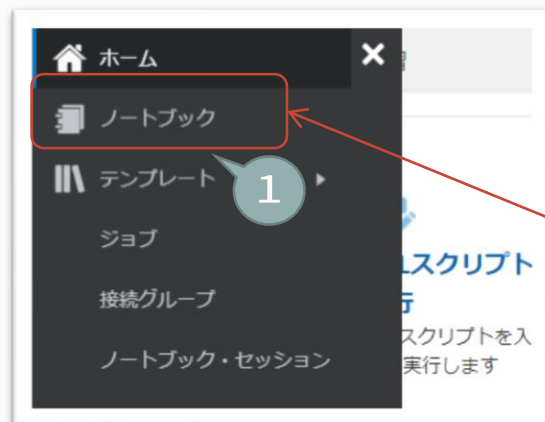 ホーム
ノートブック
テンプレート
1
ジョブ
接続グループ
ノートブック・セッション
スクリプト
スクリプトを入
実行します